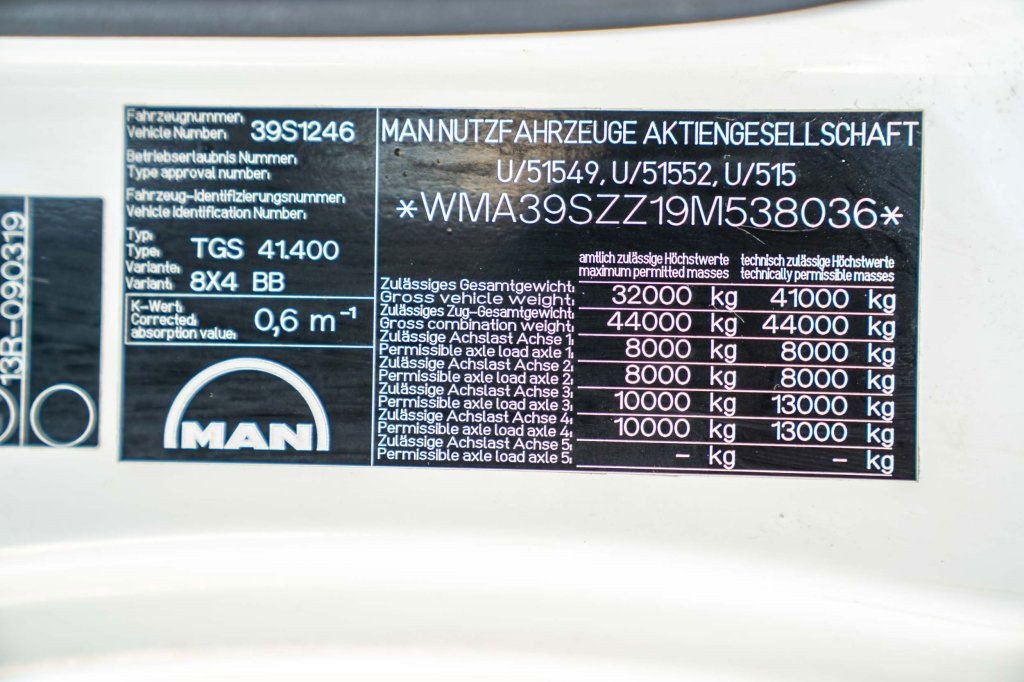 13R-090319
Fahrzeugnummer:
Vehicle Number: 39S1246
Betriebserlaubnis Nummer:
Type approval number:
Fahrzeug-Identifizierungsnummer:
Vehicle Identification Number:
Typ:
Type: TGS 41.400
Variante:
Variant: 8X4 BB
K-Wert:
Corrected absorption value: 0,6 m⁻¹
MAN
MAN NUTZFAHRZEUGE AKTIENGESELLSCHAFT
U/51549, U/51552, U/515
*WMA39SZZ19M538036*
amtlich zulässige Höchstwerte technisch zulässige Höchstwerte
maximum permitted masses technically permissible masses
Zulässiges Gesamtgewicht:
Gross vehicle weight: 32000 kg 41000 kg
Zulässiges Zug-Gesamtgewicht:
Gross combination weight: 44000 kg 44000 kg
Zulässige Achslast Achse 1:
Permissible axle load axle 1: 8000 kg 8000 kg
Zulässige Achslast Achse 2:
Permissible axle load axle 2: 8000 kg 8000 kg
Zulässige Achslast Achse 3:
Permissible axle load axle 3: 10000 kg 13000 kg
Zulässige Achslast Achse 4:
Permissible axle load axle 4: 10000 kg 13000 kg
Zulässige Achslast Achse 5:
Permissible axle load axle 5: – kg – kg